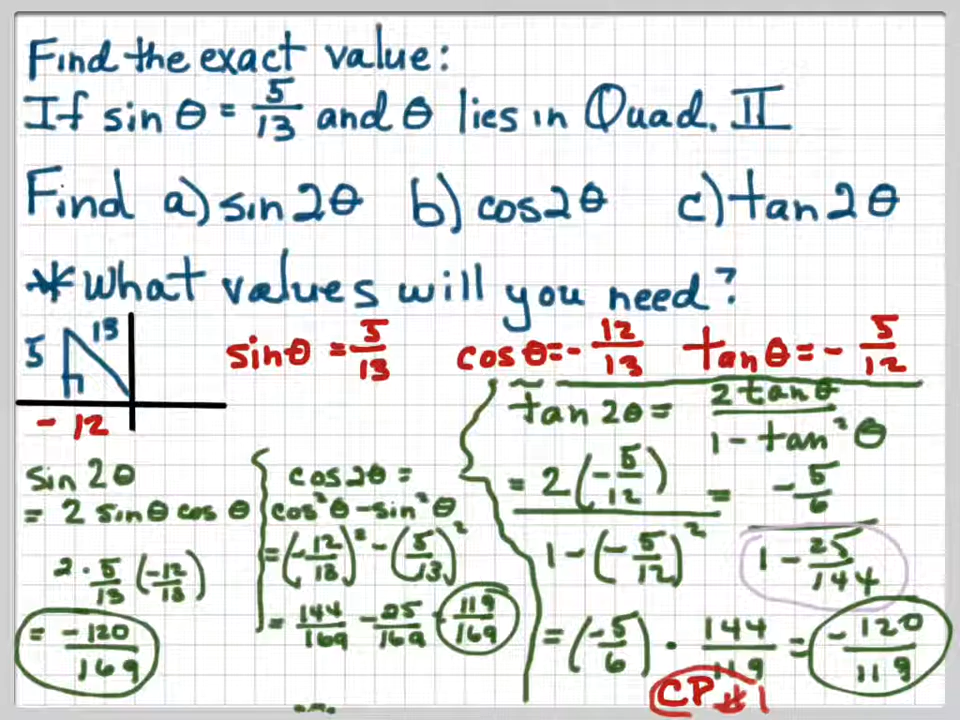 Find the exact value:
If sin θ = 5/13 and θ lies in Quad. II
Find a) sin 2θ b) cos 2θ c) tan 2θ
*What values will you need?
5 13
- 12
sin θ = 5/13 cos θ = - 12/13 tan θ = - 5/12
sin 2θ
= 2 sin θ cos θ
2 · 5/13 (-12/13)
= -120/169
cos 2θ =
cos² θ - sin² θ
= (-12/13)² - (5/13)²
= 144/169 - 25/169 = 119/169
tan 2θ = 2 tan θ / 1 - tan² θ
= 2(-5/12) / 1 - (-5/12)² = -5/6 / 1 - 25/144
= (-5/6) · 144/119 = -120/119
CP #1